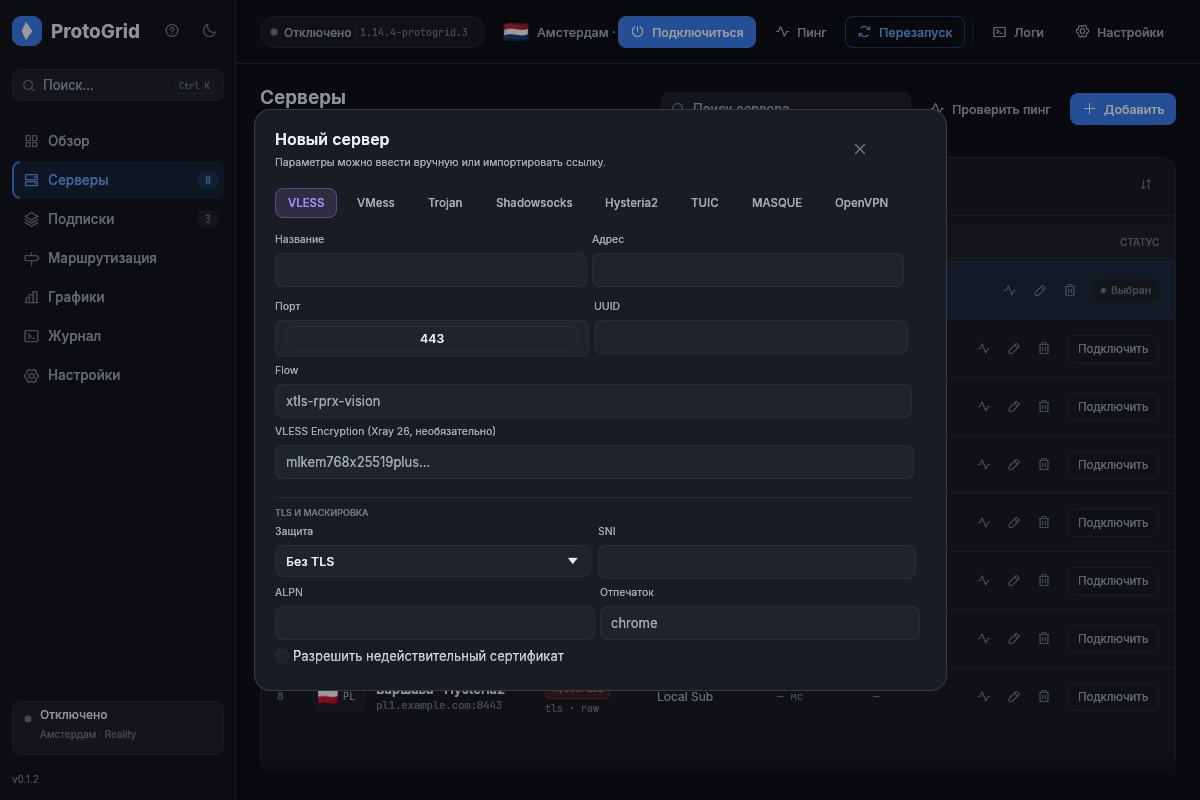 ProtoGrid
Отключено 1.14.4-protogrid.3
Амстердам ·
Подключиться
Пинг
Перезапуск
Логи
Настройки
Поиск...
Ctrl K
Обзор
Серверы 8
Подписки 3
Маршрутизация
Графики
Журнал
Настройки
Серверы
Поиск сервера
Проверить пинг
Добавить
Новый сервер
Параметры можно ввести вручную или импортировать ссылку.
VLESS VMess Trojan Shadowsocks Hysteria2 TUIC MASQUE OpenVPN
Название Адрес
Порт UUID
443
Flow
xtls-rprx-vision
VLESS Encryption (Xray 26, необязательно)
mlkem768x25519plus...
TLS И МАСКИРОВКА
Защита SNI
Без TLS
ALPN Отпечаток
chrome
Разрешить недействительный сертификат
СТАТУС
Выбран
Подключить
Подключить
Подключить
Подключить
Подключить
Подключить
8 PL Варшава · Hysteria2 Local Sub — мс — Подключить
pl1.example.com:8443 tls · raw
Отключено
Амстердам · Reality
v0.1.2